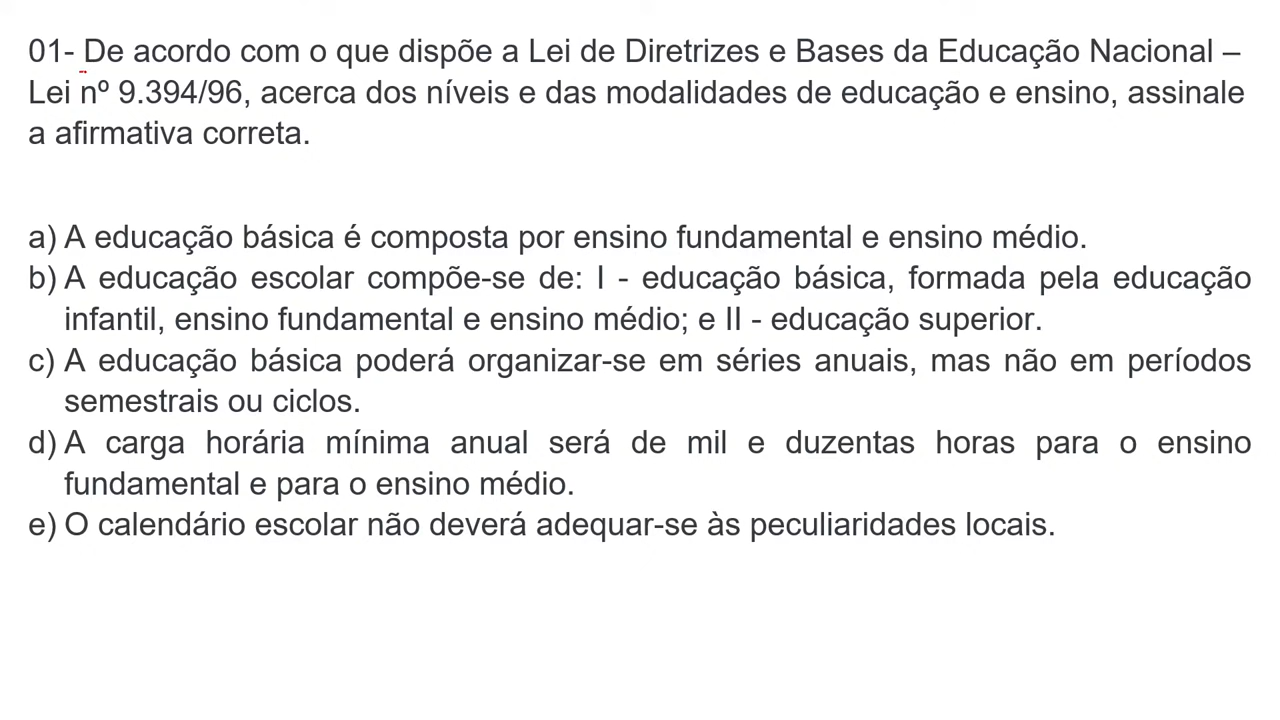 01- De acordo com o que dispõe a Lei de Diretrizes e Bases da Educação Nacional –
Lei nº 9.394/96, acerca dos níveis e das modalidades de educação e ensino, assinale
a afirmativa correta.
a) A educação básica é composta por ensino fundamental e ensino médio.
b) A educação escolar compõe-se de: I - educação básica, formada pela educação
infantil, ensino fundamental e ensino médio; e II - educação superior.
c) A educação básica poderá organizar-se em séries anuais, mas não em períodos
semestrais ou ciclos.
d) A carga horária mínima anual será de mil e duzentas horas para o ensino
fundamental e para o ensino médio.
e) O calendário escolar não deverá adequar-se às peculiaridades locais.